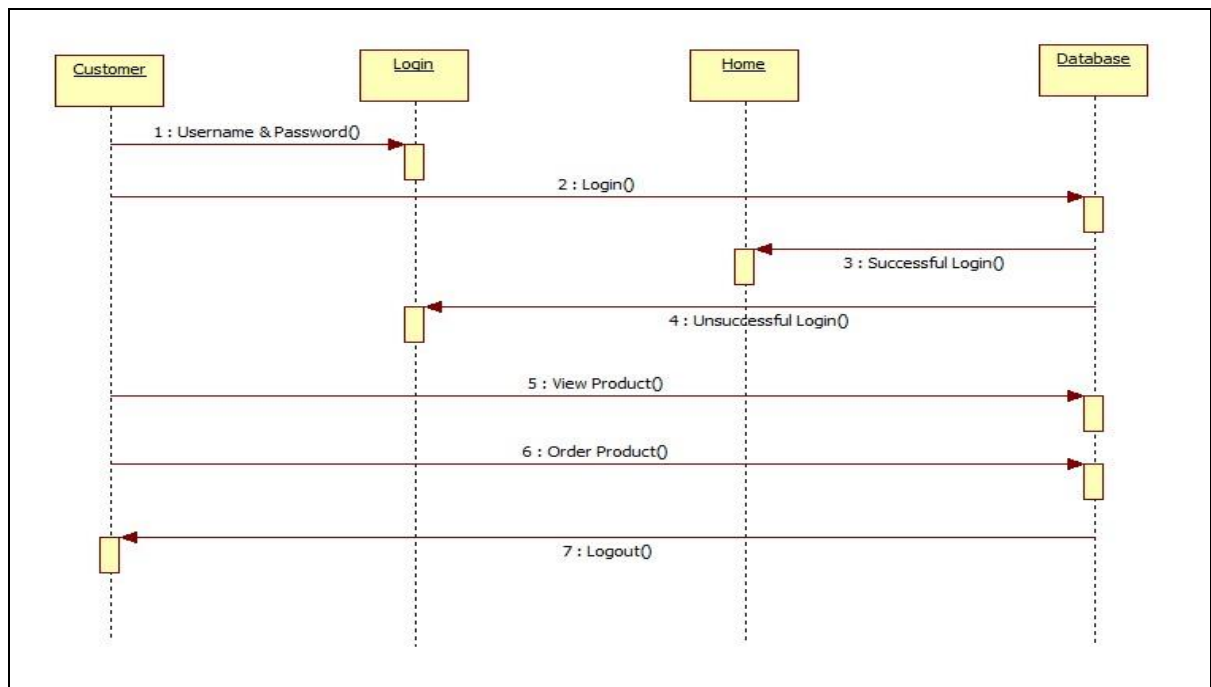 Customer
Login
Home
Database
1 : Username & Password()
2 : Login()
3 : Successful Login()
4 : Unsuccessful Login()
5 : View Product()
6 : Order Product()
7 : Logout()